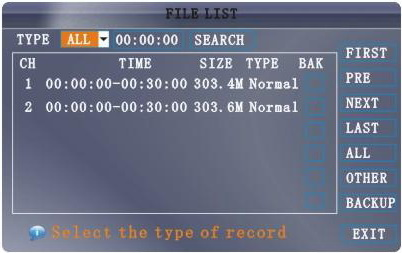 FILE LIST
TYPE ALL 00:00:00 SEARCH
CH TIME SIZE TYPE BAK
1 00:00:00-00:30:00 303.4M Normal
2 00:00:00-00:30:00 303.6M Normal
FIRST
PRE
NEXT
LAST
ALL
OTHER
BACKUP
Select the type of record
EXIT